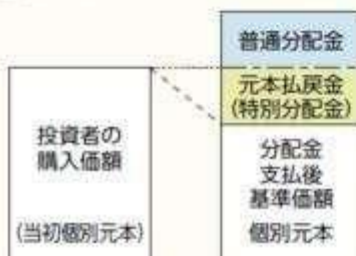 投資者の
購入価額
(当初個別元本)
普通分配金
元本払戻金
(特別分配金)
分配金
支払後
基準価額
個別元本